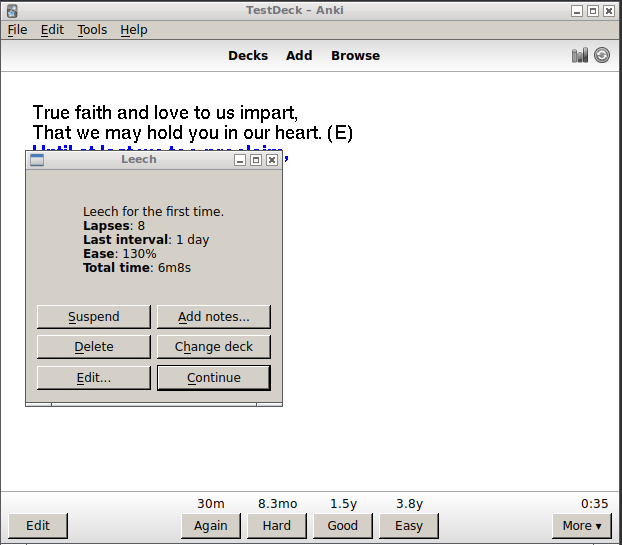 TestDeck – Anki
File Edit Tools Help
Decks Add Browse
True faith and love to us impart,
That we may hold you in our heart. (E)
Leech
Leech for the first time.
Lapses: 8
Last interval: 1 day
Ease: 130%
Total time: 6m8s
Suspend Add notes...
Delete Change deck
Edit... Continue
30m 8.3mo 1.5y 3.8y 0:35
Edit Again Hard Good Easy More ▾